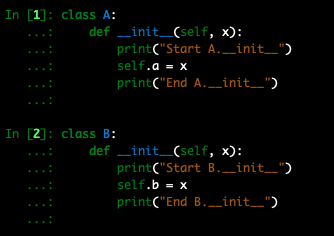 In [1]: class A:
   ...:     def __init__(self, x):
   ...:         print("Start A.__init__")
   ...:         self.a = x
   ...:         print("End A.__init__")
   ...:
In [2]: class B:
   ...:     def __init__(self, x):
   ...:         print("Start B.__init__")
   ...:         self.b = x
   ...:         print("End B.__init__")
   ...: